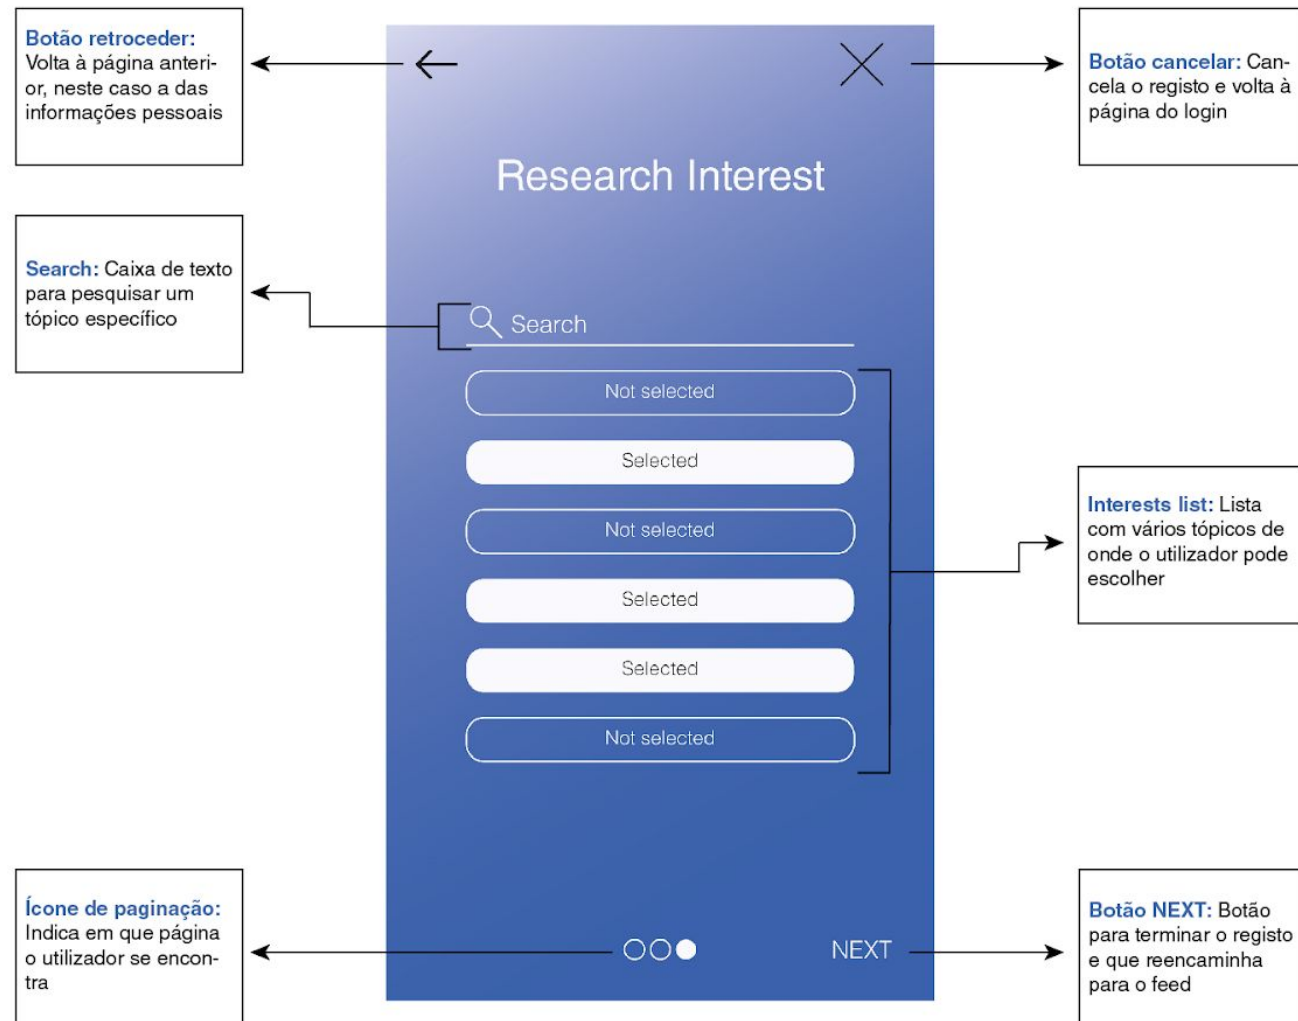 Botão retroceder:
Volta à página anteri-
or, neste caso a das
informações pessoais
Botão cancelar: Can-
cela o registo e volta à
página do login
Research Interest
Search: Caixa de texto
para pesquisar um
tópico específico
Search
Not selected
Selected
Not selected
Selected
Selected
Not selected
Interests list: Lista
com vários tópicos de
onde o utilizador pode
escolher
Ícone de paginação:
Indica em que página
o utilizador se encon-
tra
NEXT
Botão NEXT: Botão
para terminar o registo
e que reencaminha
para o feed